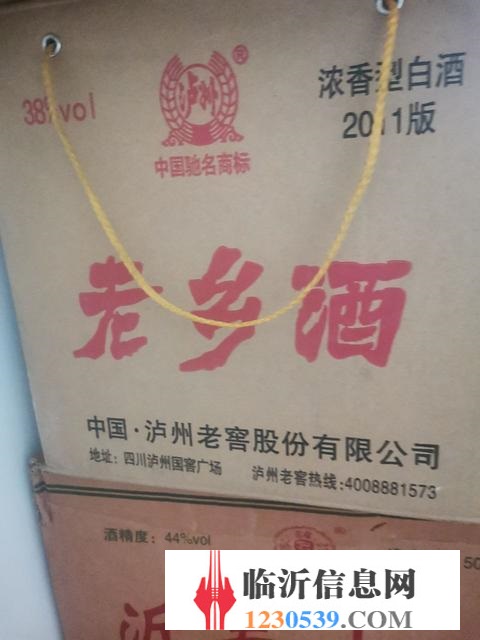 38%vol
泸州
®
中国驰名商标
浓香型白酒
2011版
老乡酒
中国·泸州老窖股份有限公司
地址: 四川泸州国窖广场 泸州老窖热线:4008881573
酒精度: 44%vol
50
临沂信息网
1230539.com